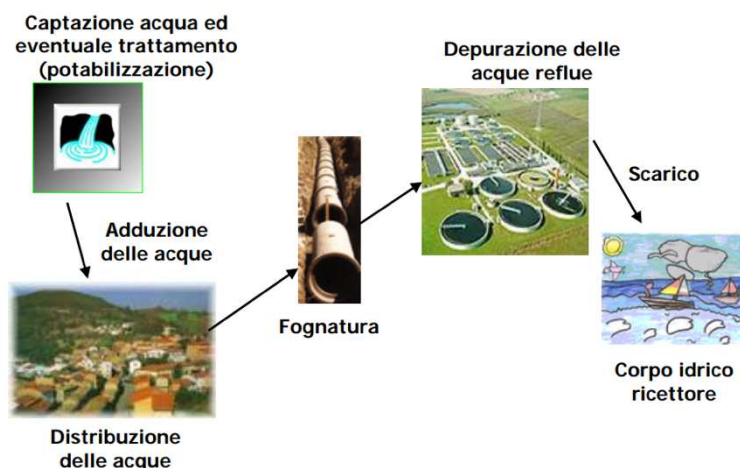 Captazione acqua ed
eventuale trattamento
(potabilizzazione)
Adduzione
delle acque
Distribuzione
delle acque
Fognatura
Depurazione delle
acque reflue
Scarico
Corpo idrico
ricettore